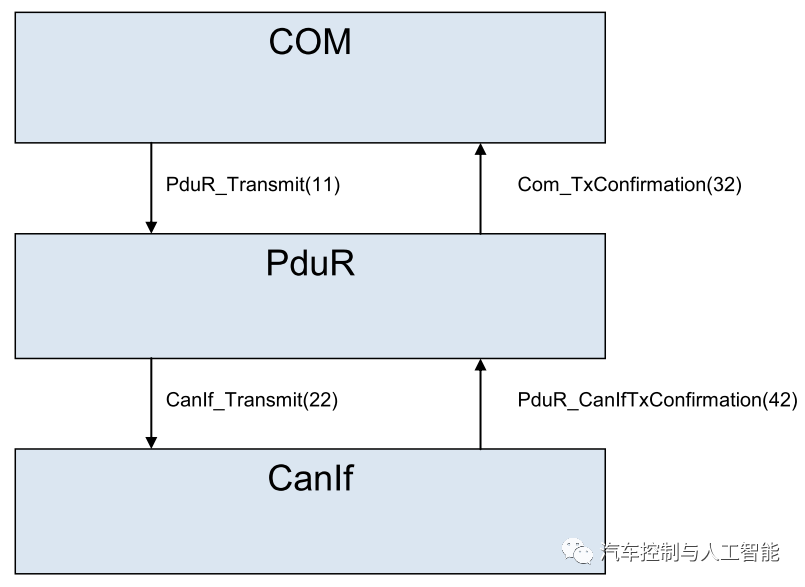 COM
PduR_Transmit(11)
Com_TxConfirmation(32)
PduR
CanIf_Transmit(22)
PduR_CanIfTxConfirmation(42)
CanIf
汽车控制与人工智能